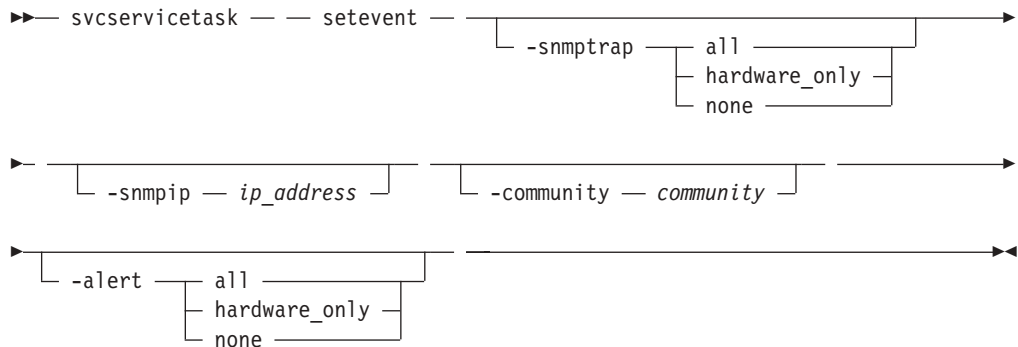 svcservicetask — — setevent
-snmptrap all
hardware_only
none
-snmpip — ip_address
-community — community
-alert all
hardware_only
none